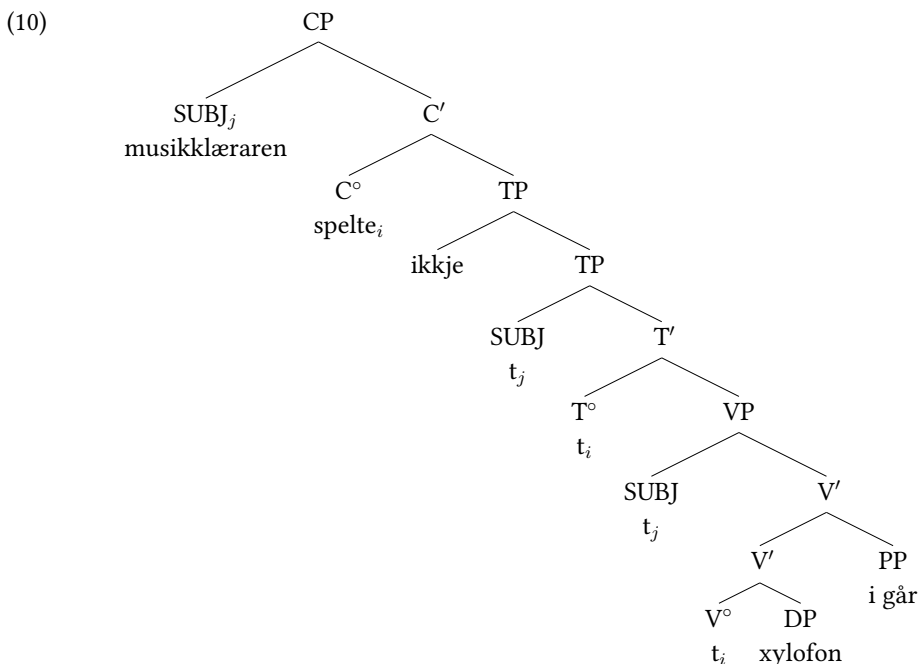 (10) CP
SUBJⱼ C′
musikklæraren
C° TP
spelteᵢ
ikkje TP
SUBJ T′
tⱼ
T° VP
tᵢ
SUBJ V′
tⱼ
V′ PP
i går
V° DP
tᵢ xylofon